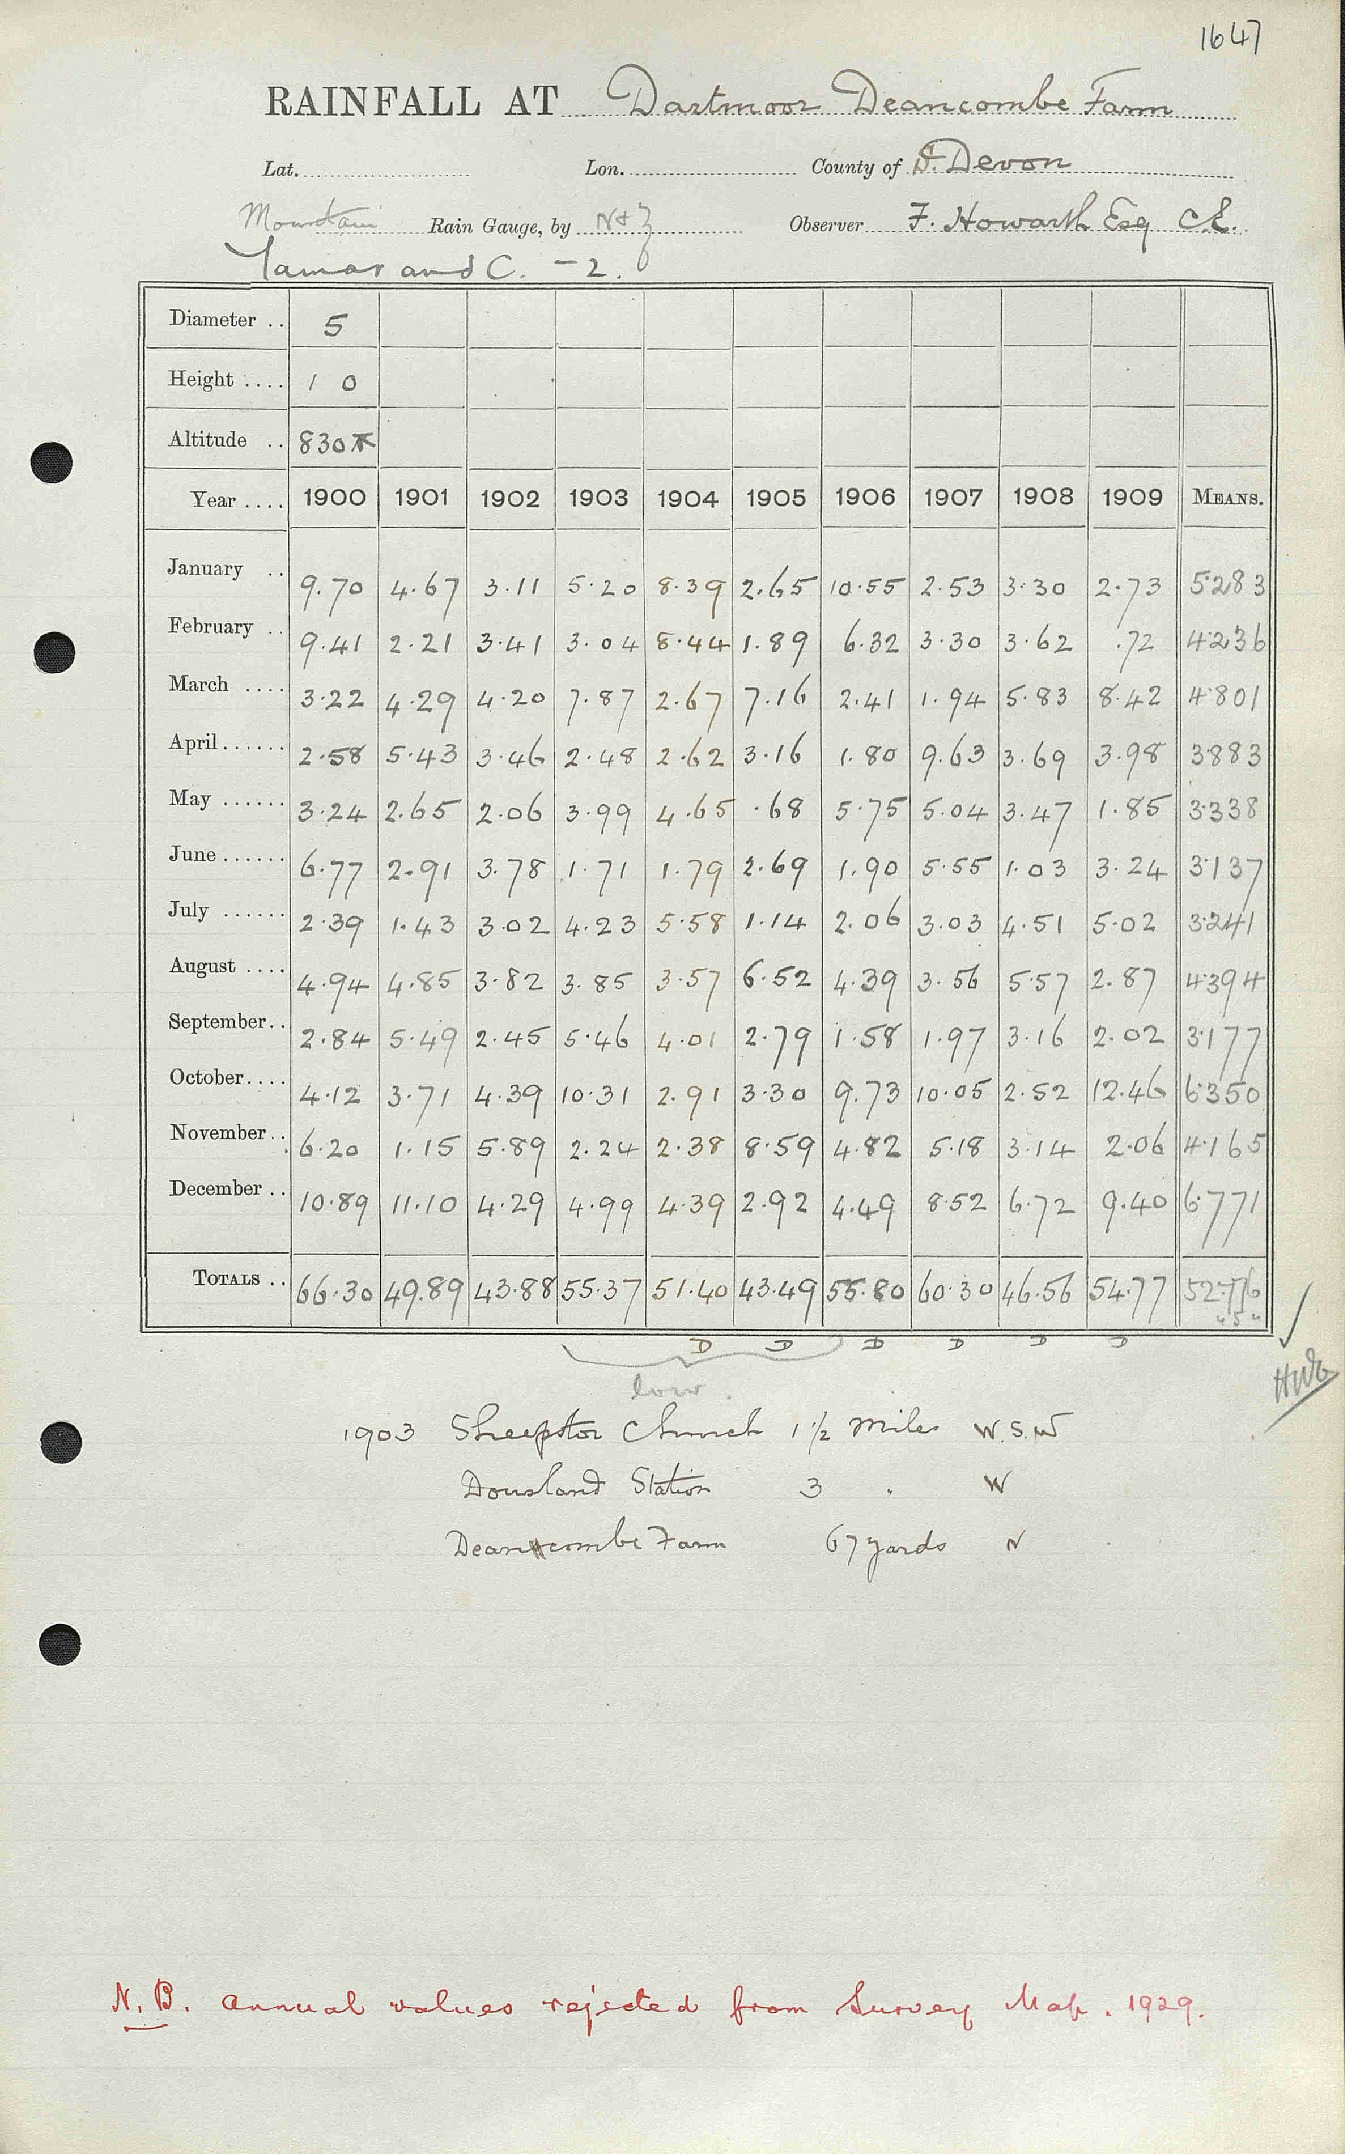 1647
RAINFALL AT Dartmoor Deancombe Farm
Lat. Lon. County of S. Devon
Mountain Rain Gauge, by N & Z Observer F. Howarth Esq C.E.
Tamar and C. - 2.
Diameter .. 5
Height .... 1 0
Altitude .. 830
Year .... 1900 1901 1902 1903 1904 1905 1906 1907 1908 1909 MEANS.
January .. 9.70 4.67 3.11 5.20 8.39 2.65 10.55 2.53 3.30 2.73 5.283
February .. 9.41 2.21 3.41 3.04 8.44 1.89 6.32 3.30 3.62 .72 4.236
March .... 3.22 4.29 4.20 7.87 2.67 7.16 2.41 1.94 5.83 8.42 4.801
April...... 2.58 5.43 3.46 2.48 2.62 3.16 1.80 9.63 3.69 3.98 3.883
May ...... 3.24 2.65 2.06 3.99 4.65 .68 5.75 5.04 3.47 1.85 3.338
June...... 6.77 2.91 3.78 1.71 1.79 2.69 1.90 5.55 1.03 3.24 3.137
July ...... 2.39 1.43 3.02 4.23 5.58 1.14 2.06 3.03 4.51 5.02 3.241
August .... 4.94 4.85 3.82 3.85 3.57 6.52 4.39 3.56 5.57 2.87 4.394
September.. 2.84 5.49 2.45 5.46 4.01 2.79 1.58 1.97 3.16 2.02 3.177
October.... 4.12 3.71 4.39 10.31 2.91 3.30 9.73 10.05 2.52 12.46 6.350
November.. 6.20 1.15 5.89 2.24 2.38 8.59 4.82 5.18 3.14 2.06 4.165
December .. 10.89 11.10 4.29 4.99 4.39 2.92 4.49 8.52 6.72 9.40 6.771
TOTALS .. 66.30 49.89 43.88 55.37 51.40 43.49 55.80 60.30 46.56 54.77 52.776
D D D D D D
low.
1903 Sheepstor Church 1 1/2 miles W.S.W
Dousland Station 3 . W
Deancombe Farm 67 yards N
N.B. Annual values rejected from Survey Map. 1929.